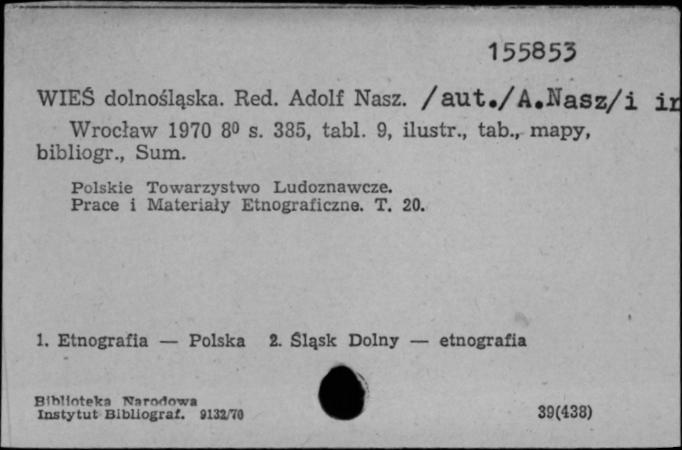 155853
WIEŚ dolnośląska. Red. Adolf Nasz. /aut./A.Nasz/i in
Wrocław 1970 8⁰ s. 385, tabl. 9, ilustr., tab., mapy,
bibliogr., Sum.
Polskie Towarzystwo Ludoznawcze.
Prace i Materiały Etnograficzne. T. 20.
1. Etnografia — Polska 2. Śląsk Dolny — etnografia
Biblioteka Narodowa
Instytut Bibliograf. 9132/70
39(438)